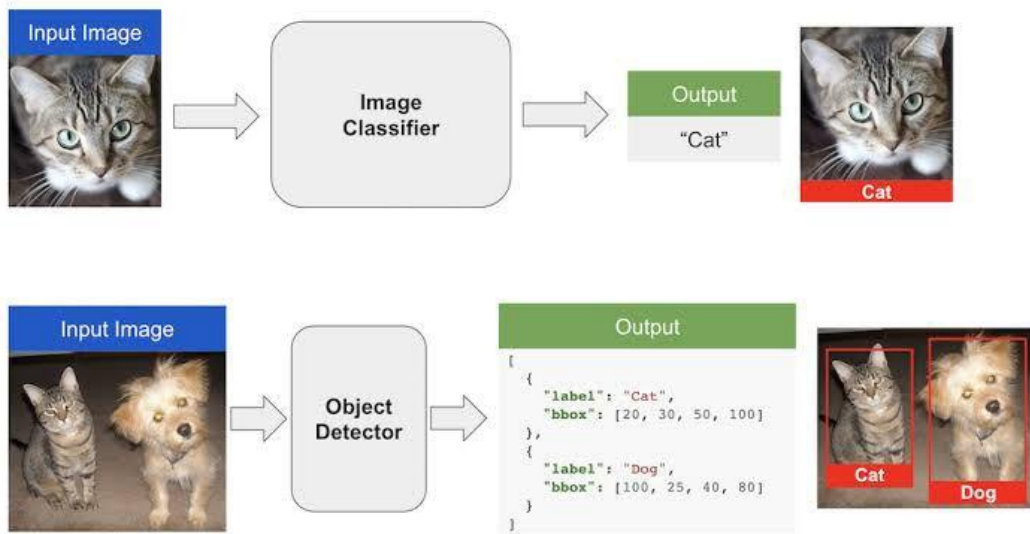 Input Image
Image
Classifier
Output
“Cat”
Cat
Input Image
Object
Detector
Output
[
  {
    "label": "Cat",
    "bbox": [20, 30, 50, 100]
  },
  {
    "label": "Dog",
    "bbox": [100, 25, 40, 80]
  }
]
Cat
Dog